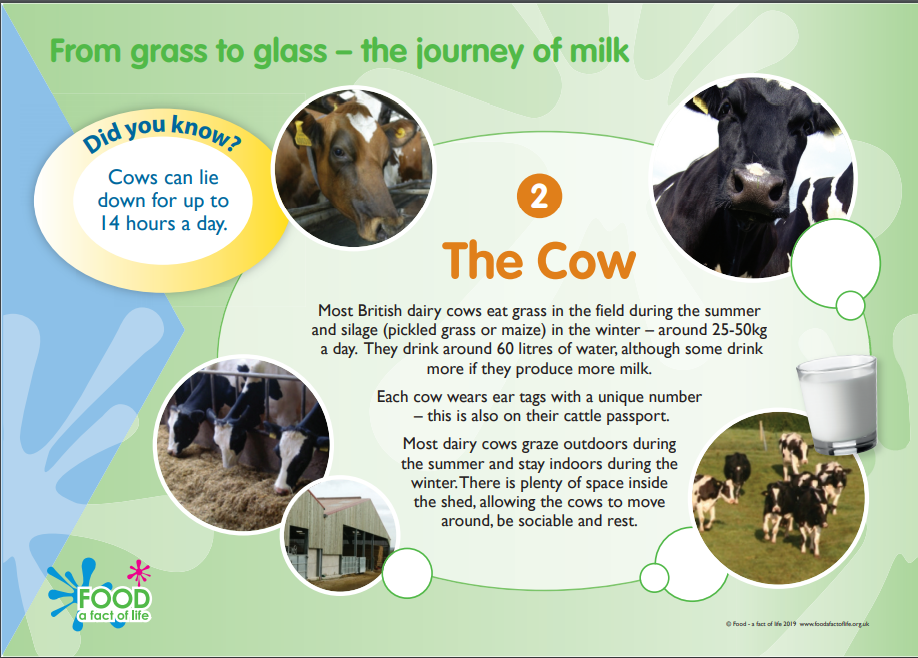 From grass to glass – the journey of milk
Did you know?
Cows can lie
down for up to
14 hours a day.
2
The Cow
Most British dairy cows eat grass in the field during the summer
and silage (pickled grass or maize) in the winter – around 25-50kg
a day. They drink around 60 litres of water, although some drink
more if they produce more milk.
Each cow wears ear tags with a unique number
– this is also on their cattle passport.
Most dairy cows graze outdoors during
the summer and stay indoors during the
winter. There is plenty of space inside
the shed, allowing the cows to move
around, be sociable and rest.
FOOD
a fact of life
© Food - a fact of life 2019 www.foodafactoflife.org.uk